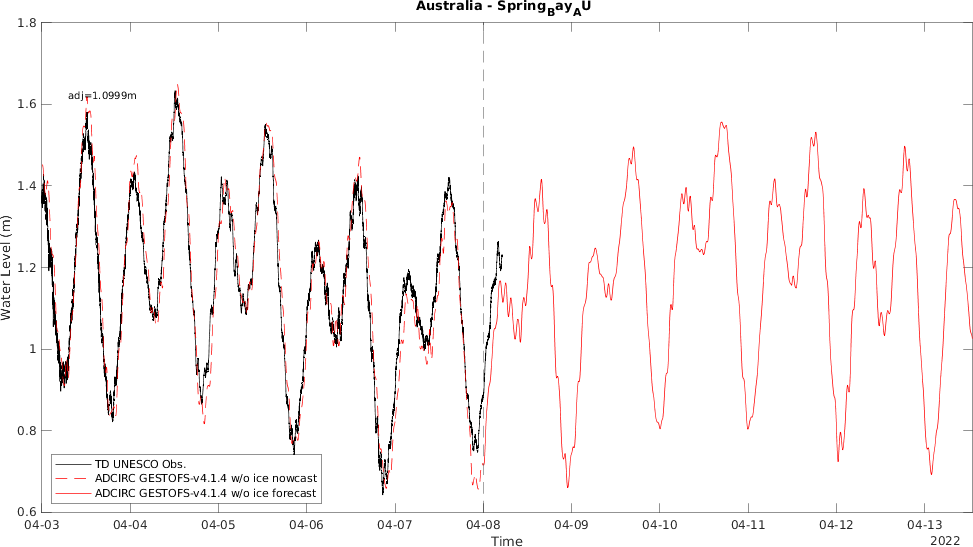 Australia - SpringBayAU
1.8
1.6
1.4
1.2
1
0.8
0.6
Water Level (m)
adj=1.0999m
TD UNESCO Obs.
ADCIRC GESTOFS-v4.1.4 w/o ice nowcast
ADCIRC GESTOFS-v4.1.4 w/o ice forecast
04-03 04-04 04-05 04-06 04-07 04-08 04-09 04-10 04-11 04-12 04-13
Time
2022